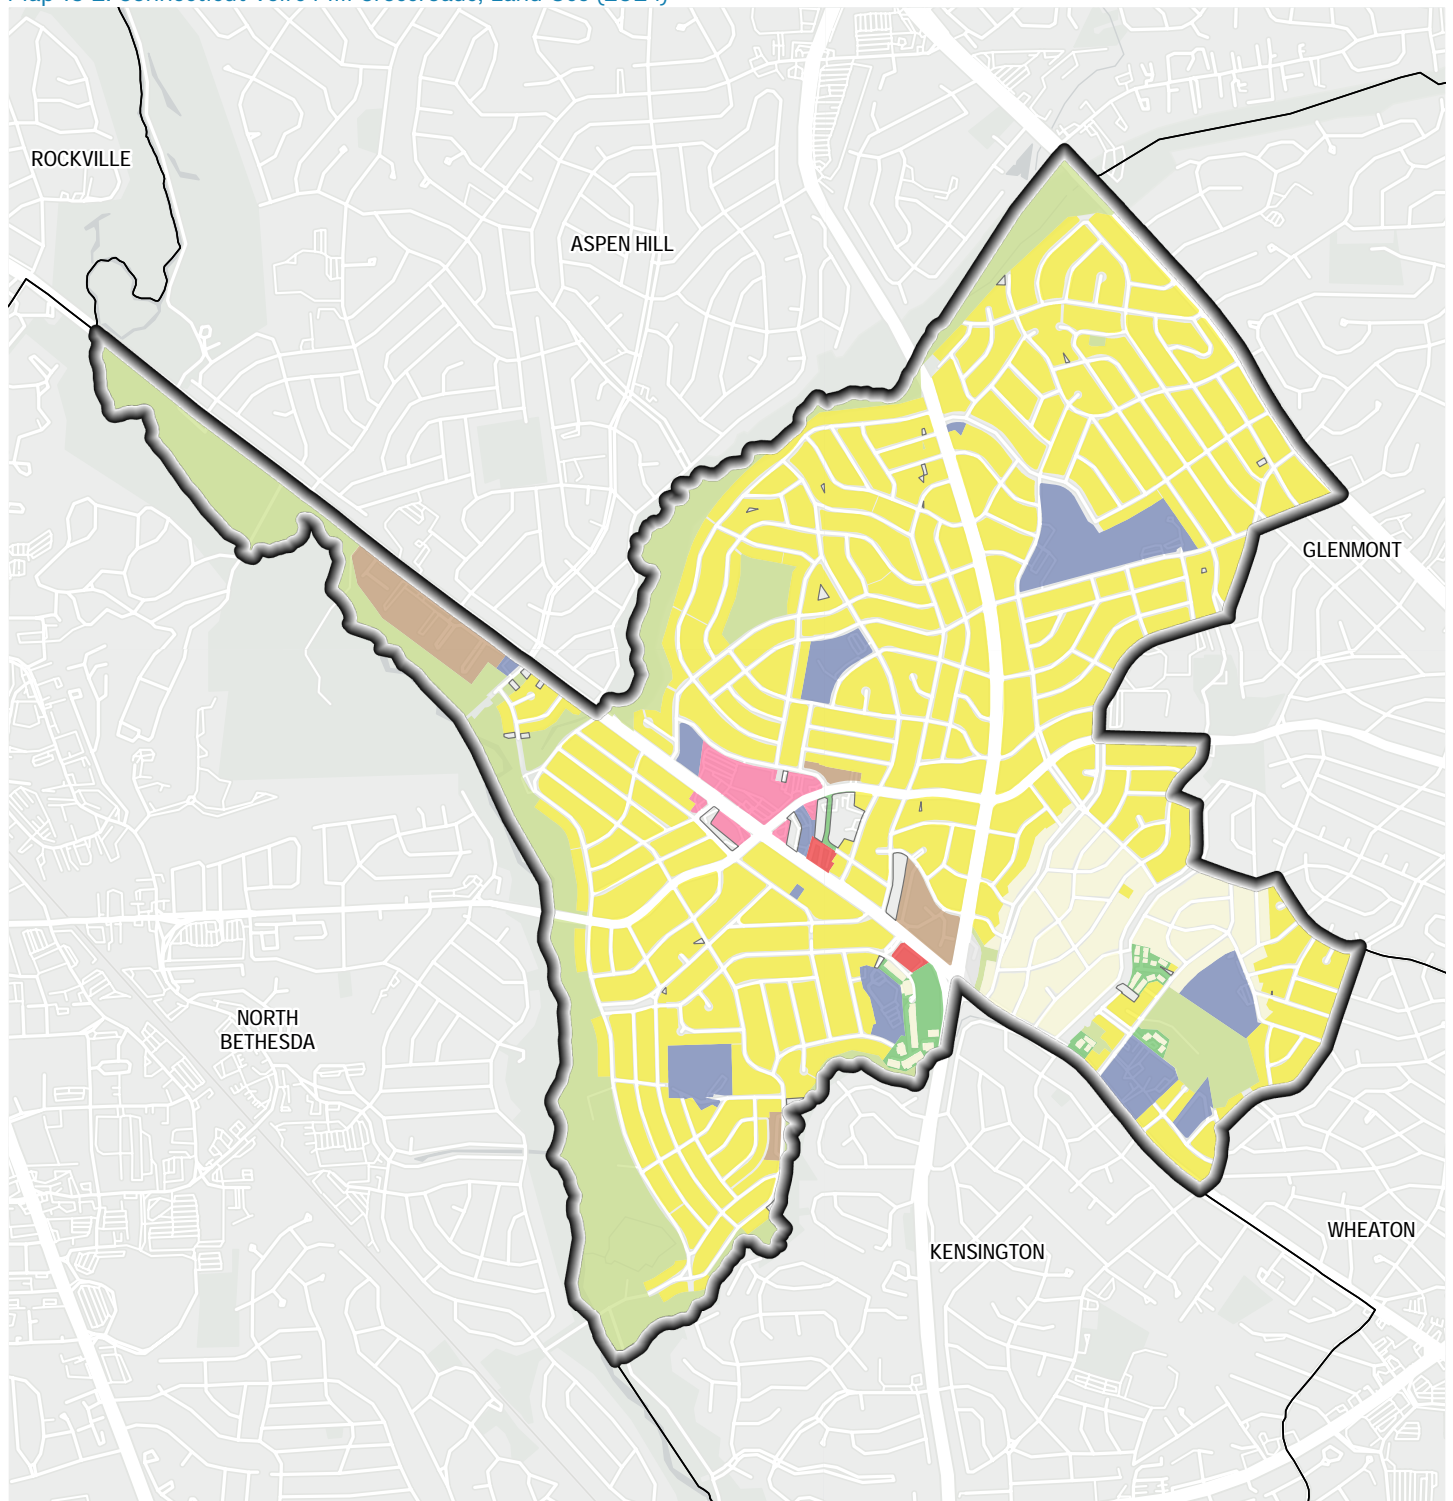 ROCKVILLE
ASPEN HILL
GLENMONT
NORTH
BETHESDA
WHEATON
KENSINGTON